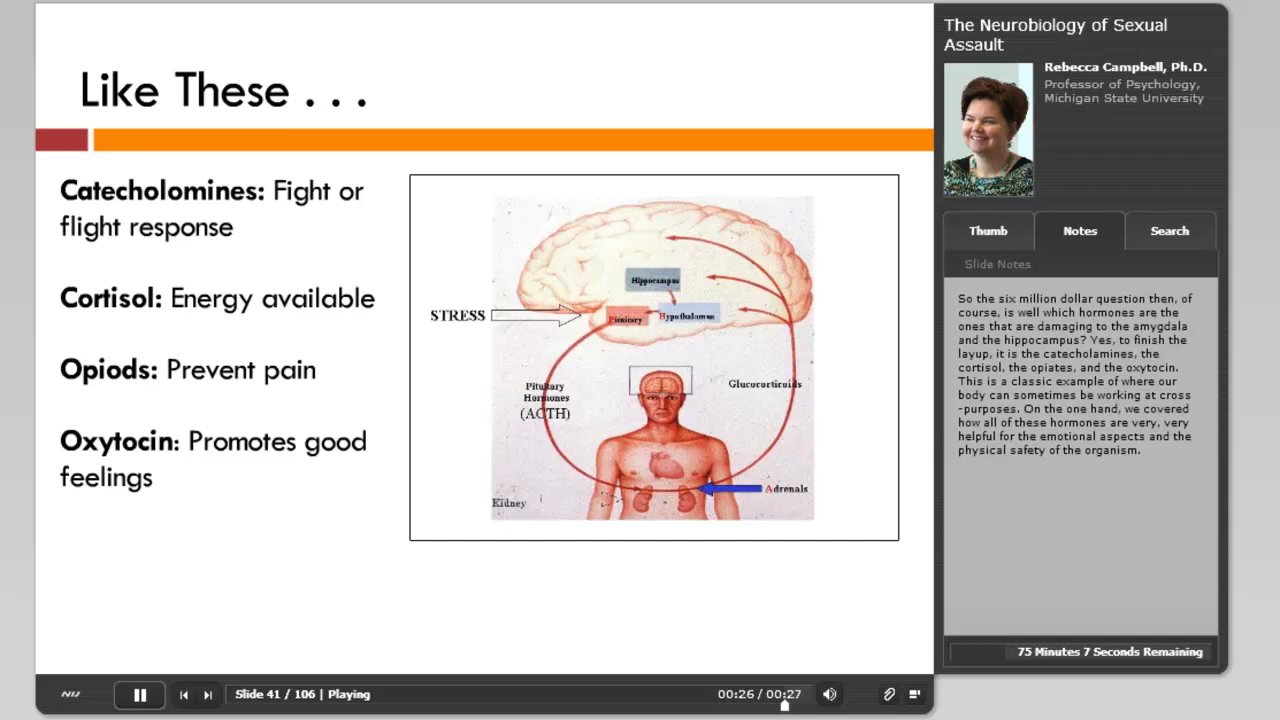 Like These . . .
Catecholomines: Fight or
flight response
Cortisol: Energy available
Opiods: Prevent pain
Oxytocin: Promotes good
feelings
Hippocampus
STRESS
Pituitary
Hypothalamus
Pituitary
Hormones
(ACTH)
Glucocorticoids
Adrenals
Kidney
The Neurobiology of Sexual
Assault
Rebecca Campbell, Ph.D.
Professor of Psychology,
Michigan State University
Thumb
Notes
Search
Slide Notes
So the six million dollar question then, of
course, is well which hormones are the
ones that are damaging to the amygdala
and the hippocampus? Yes, to finish the
layup, it is the catecholamines, the
cortisol, the opiates, and the oxytocin.
This is a classic example of where our
body can sometimes be working at cross
-purposes. On the one hand, we covered
how all of these hormones are very, very
helpful for the emotional aspects and the
physical safety of the organism.
75 Minutes 7 Seconds Remaining
NIJ
Slide 41 / 106 | Playing
00:26 / 00:27